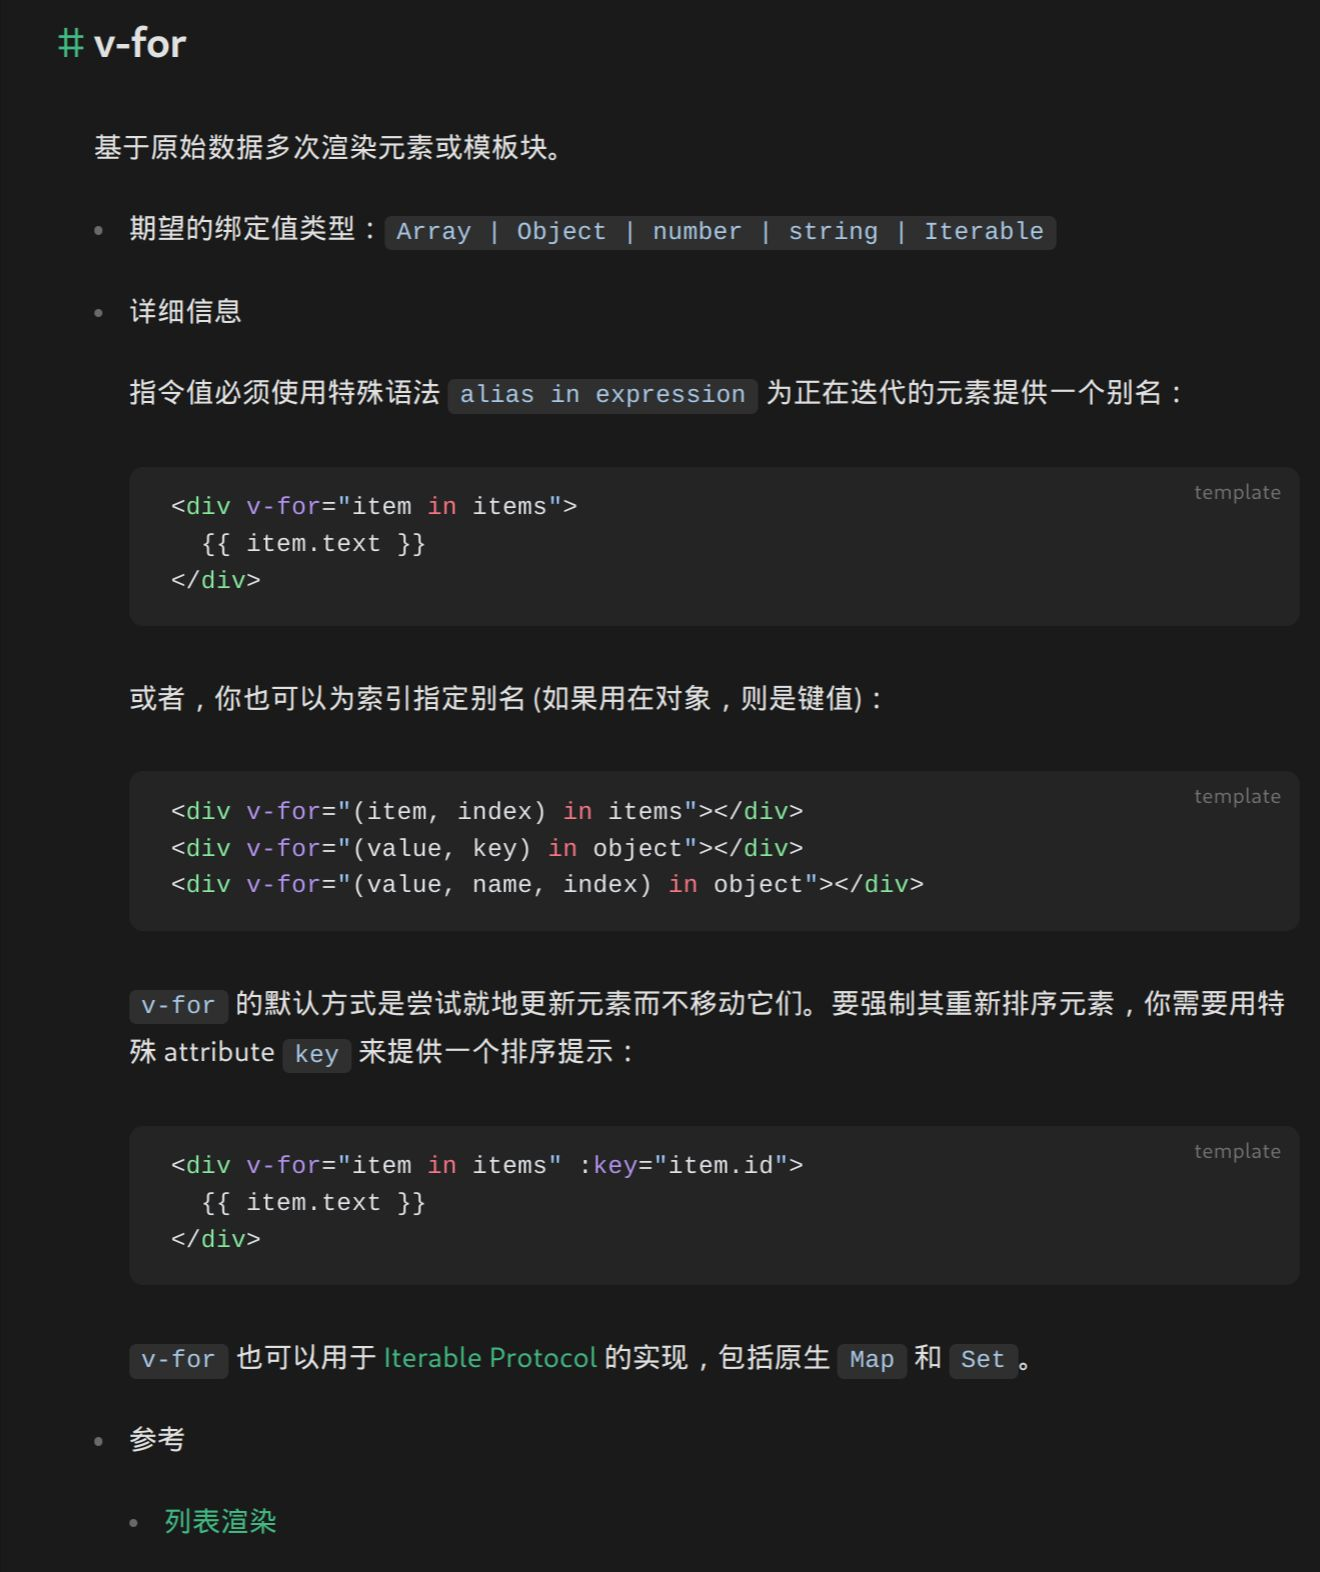 # v-for
基于原始数据多次渲染元素或模板块。
期望的绑定值类型：Array | Object | number | string | Iterable
详细信息
指令值必须使用特殊语法 alias in expression 为正在迭代的元素提供一个别名：
template
<div v-for="item in items">
  {{ item.text }}
</div>
或者，你也可以为索引指定别名 (如果用在对象，则是键值)：
template
<div v-for="(item, index) in items"></div>
<div v-for="(value, key) in object"></div>
<div v-for="(value, name, index) in object"></div>
v-for 的默认方式是尝试就地更新元素而不移动它们。要强制其重新排序元素，你需要用特
殊 attribute key 来提供一个排序提示：
template
<div v-for="item in items" :key="item.id">
  {{ item.text }}
</div>
v-for 也可以用于 Iterable Protocol 的实现，包括原生 Map 和 Set。
参考
列表渲染